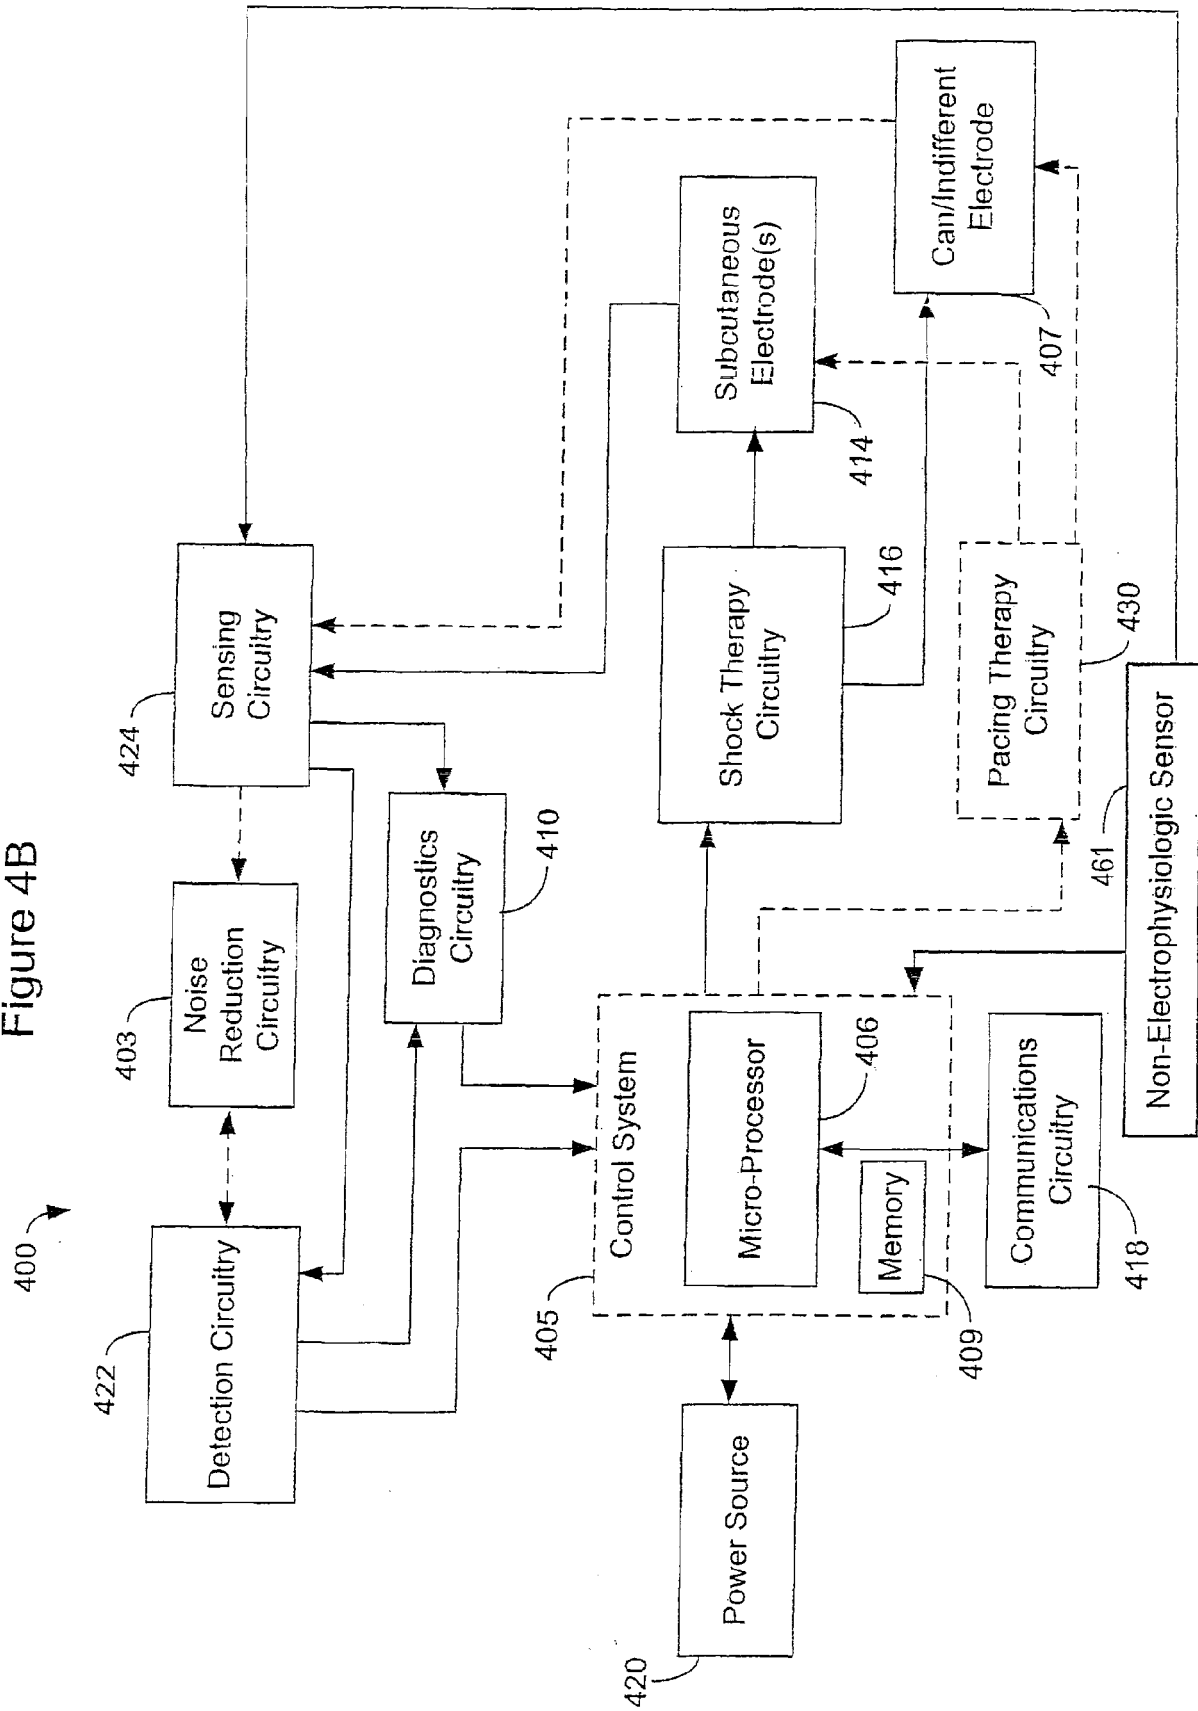 Figure 4B
400
422
Detection Circuitry
403
Noise
Reduction
Circuitry
424
Sensing
Circuitry
Diagnostics
Circuitry
410
405
Control System
Micro-Processor
406
Memory
409
420
Power Source
Communications
Circuitry
418
Shock Therapy
Circuitry
416
Subcutaneous
Electrode(s)
414
Can/Indifferent
Electrode
407
Pacing Therapy
Circuitry
430
461
Non-Electrophysiologic Sensor